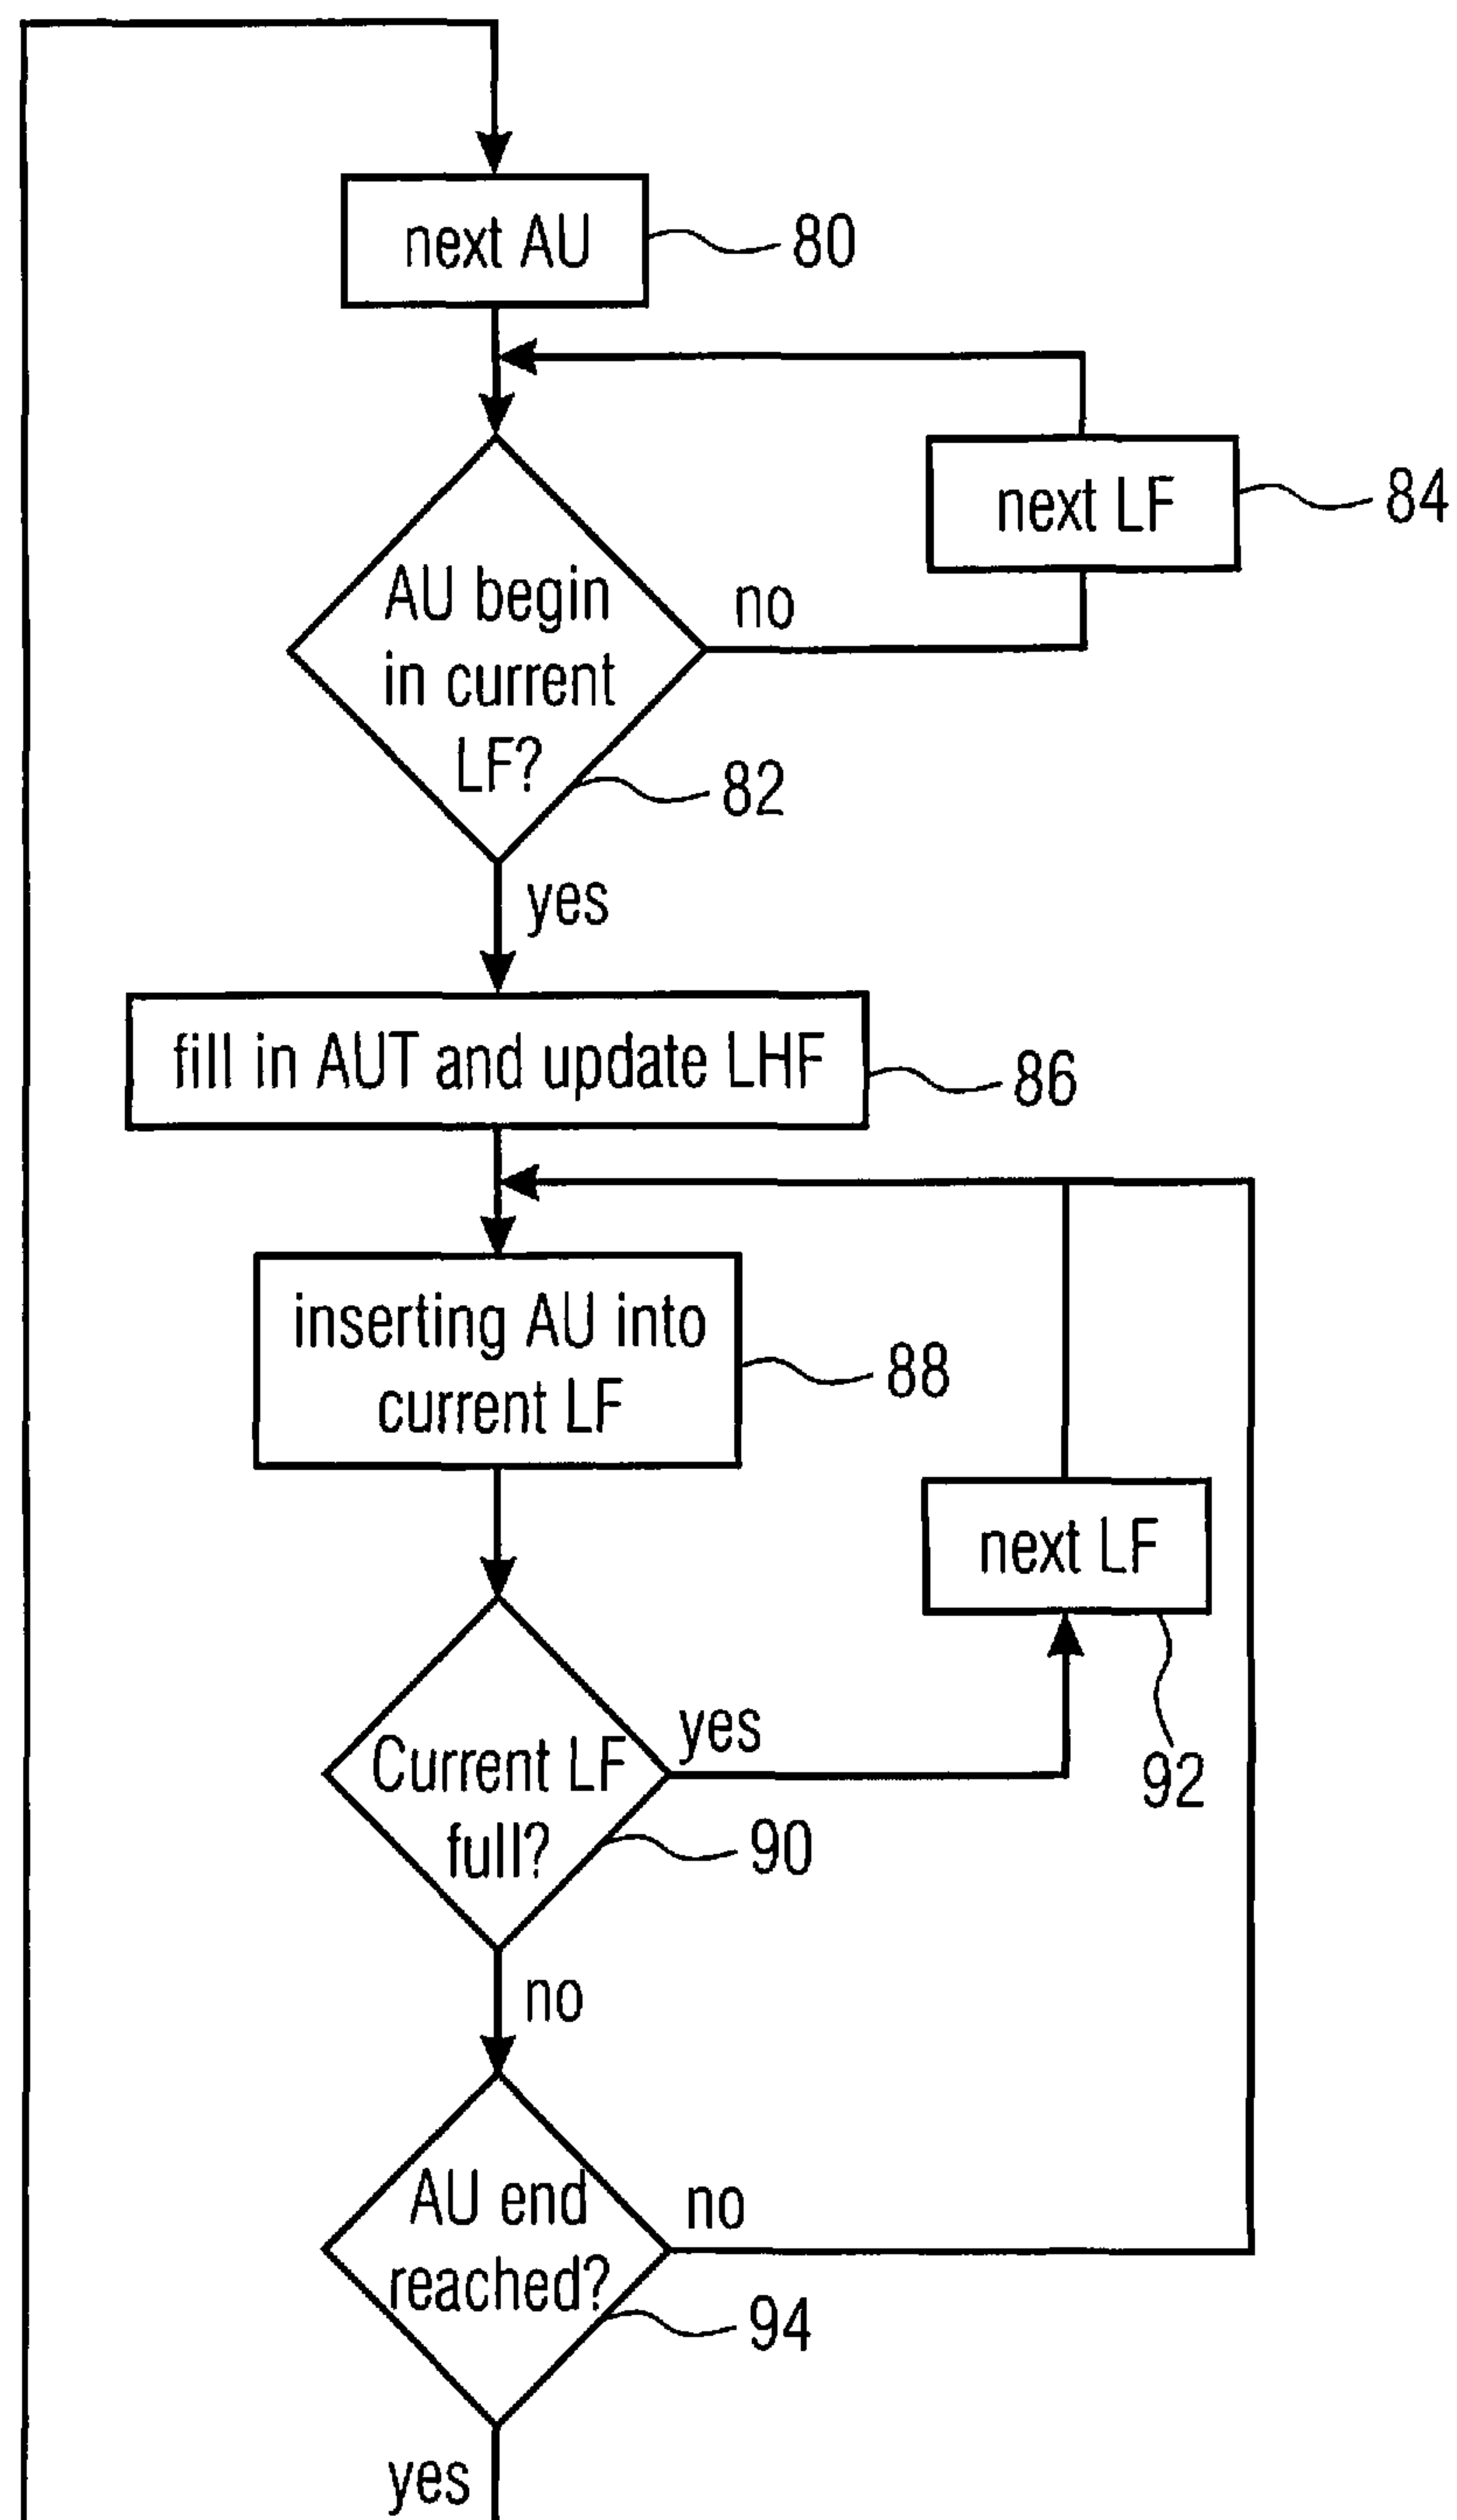 next AU
80
next LF
84
AU begin
in current
LF?
no
82
yes
fill in AUT and update LHF
86
inserting AU into
current LF
88
next LF
92
Current LF
full?
yes
90
no
AU end
reached?
no
94
yes